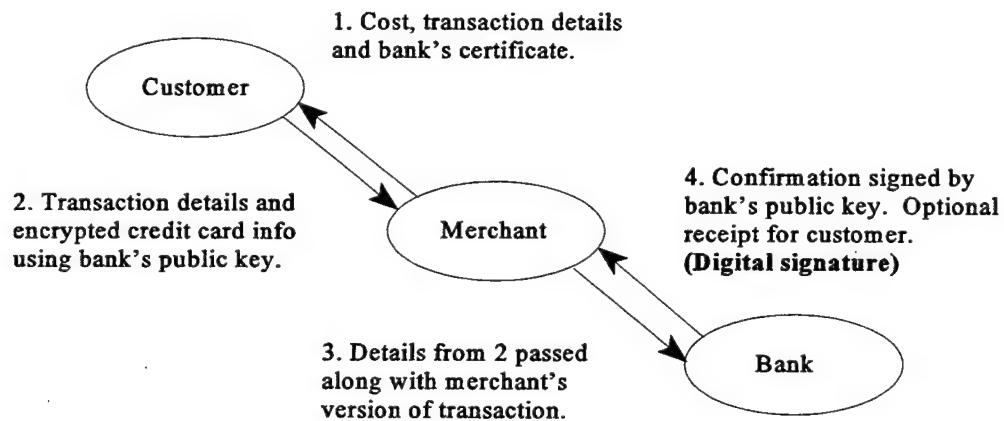 1. Cost, transaction details
and bank's certificate.
Customer
2. Transaction details and
encrypted credit card info
using bank's public key.
Merchant
4. Confirmation signed by
bank's public key. Optional
receipt for customer.
(Digital signature)
3. Details from 2 passed
along with merchant's
version of transaction.
Bank